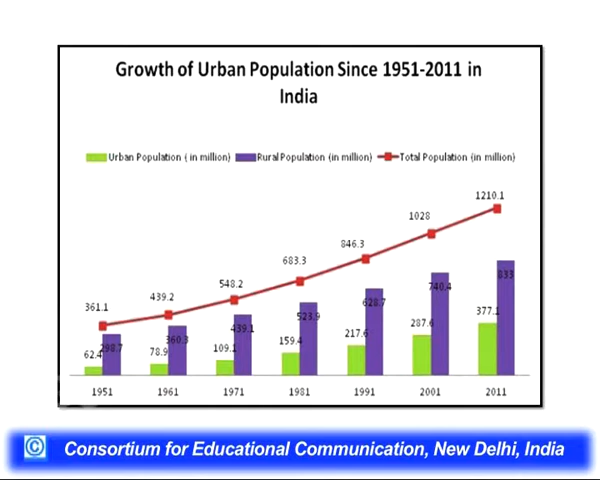 Growth of Urban Population Since 1951-2011 in
India
Urban Population ( in million) Rural Population (in million) Total Population (in million)
1210.1
1028
846.3
683.3
548.2
439.2
361.1
62.4 298.7 78.9 360.3 109.1 439.1 159.4 523.9 217.6 628.7 287.6 740.4 377.1 833
1951 1961 1971 1981 1991 2001 2011
© Consortium for Educational Communication, New Delhi, India